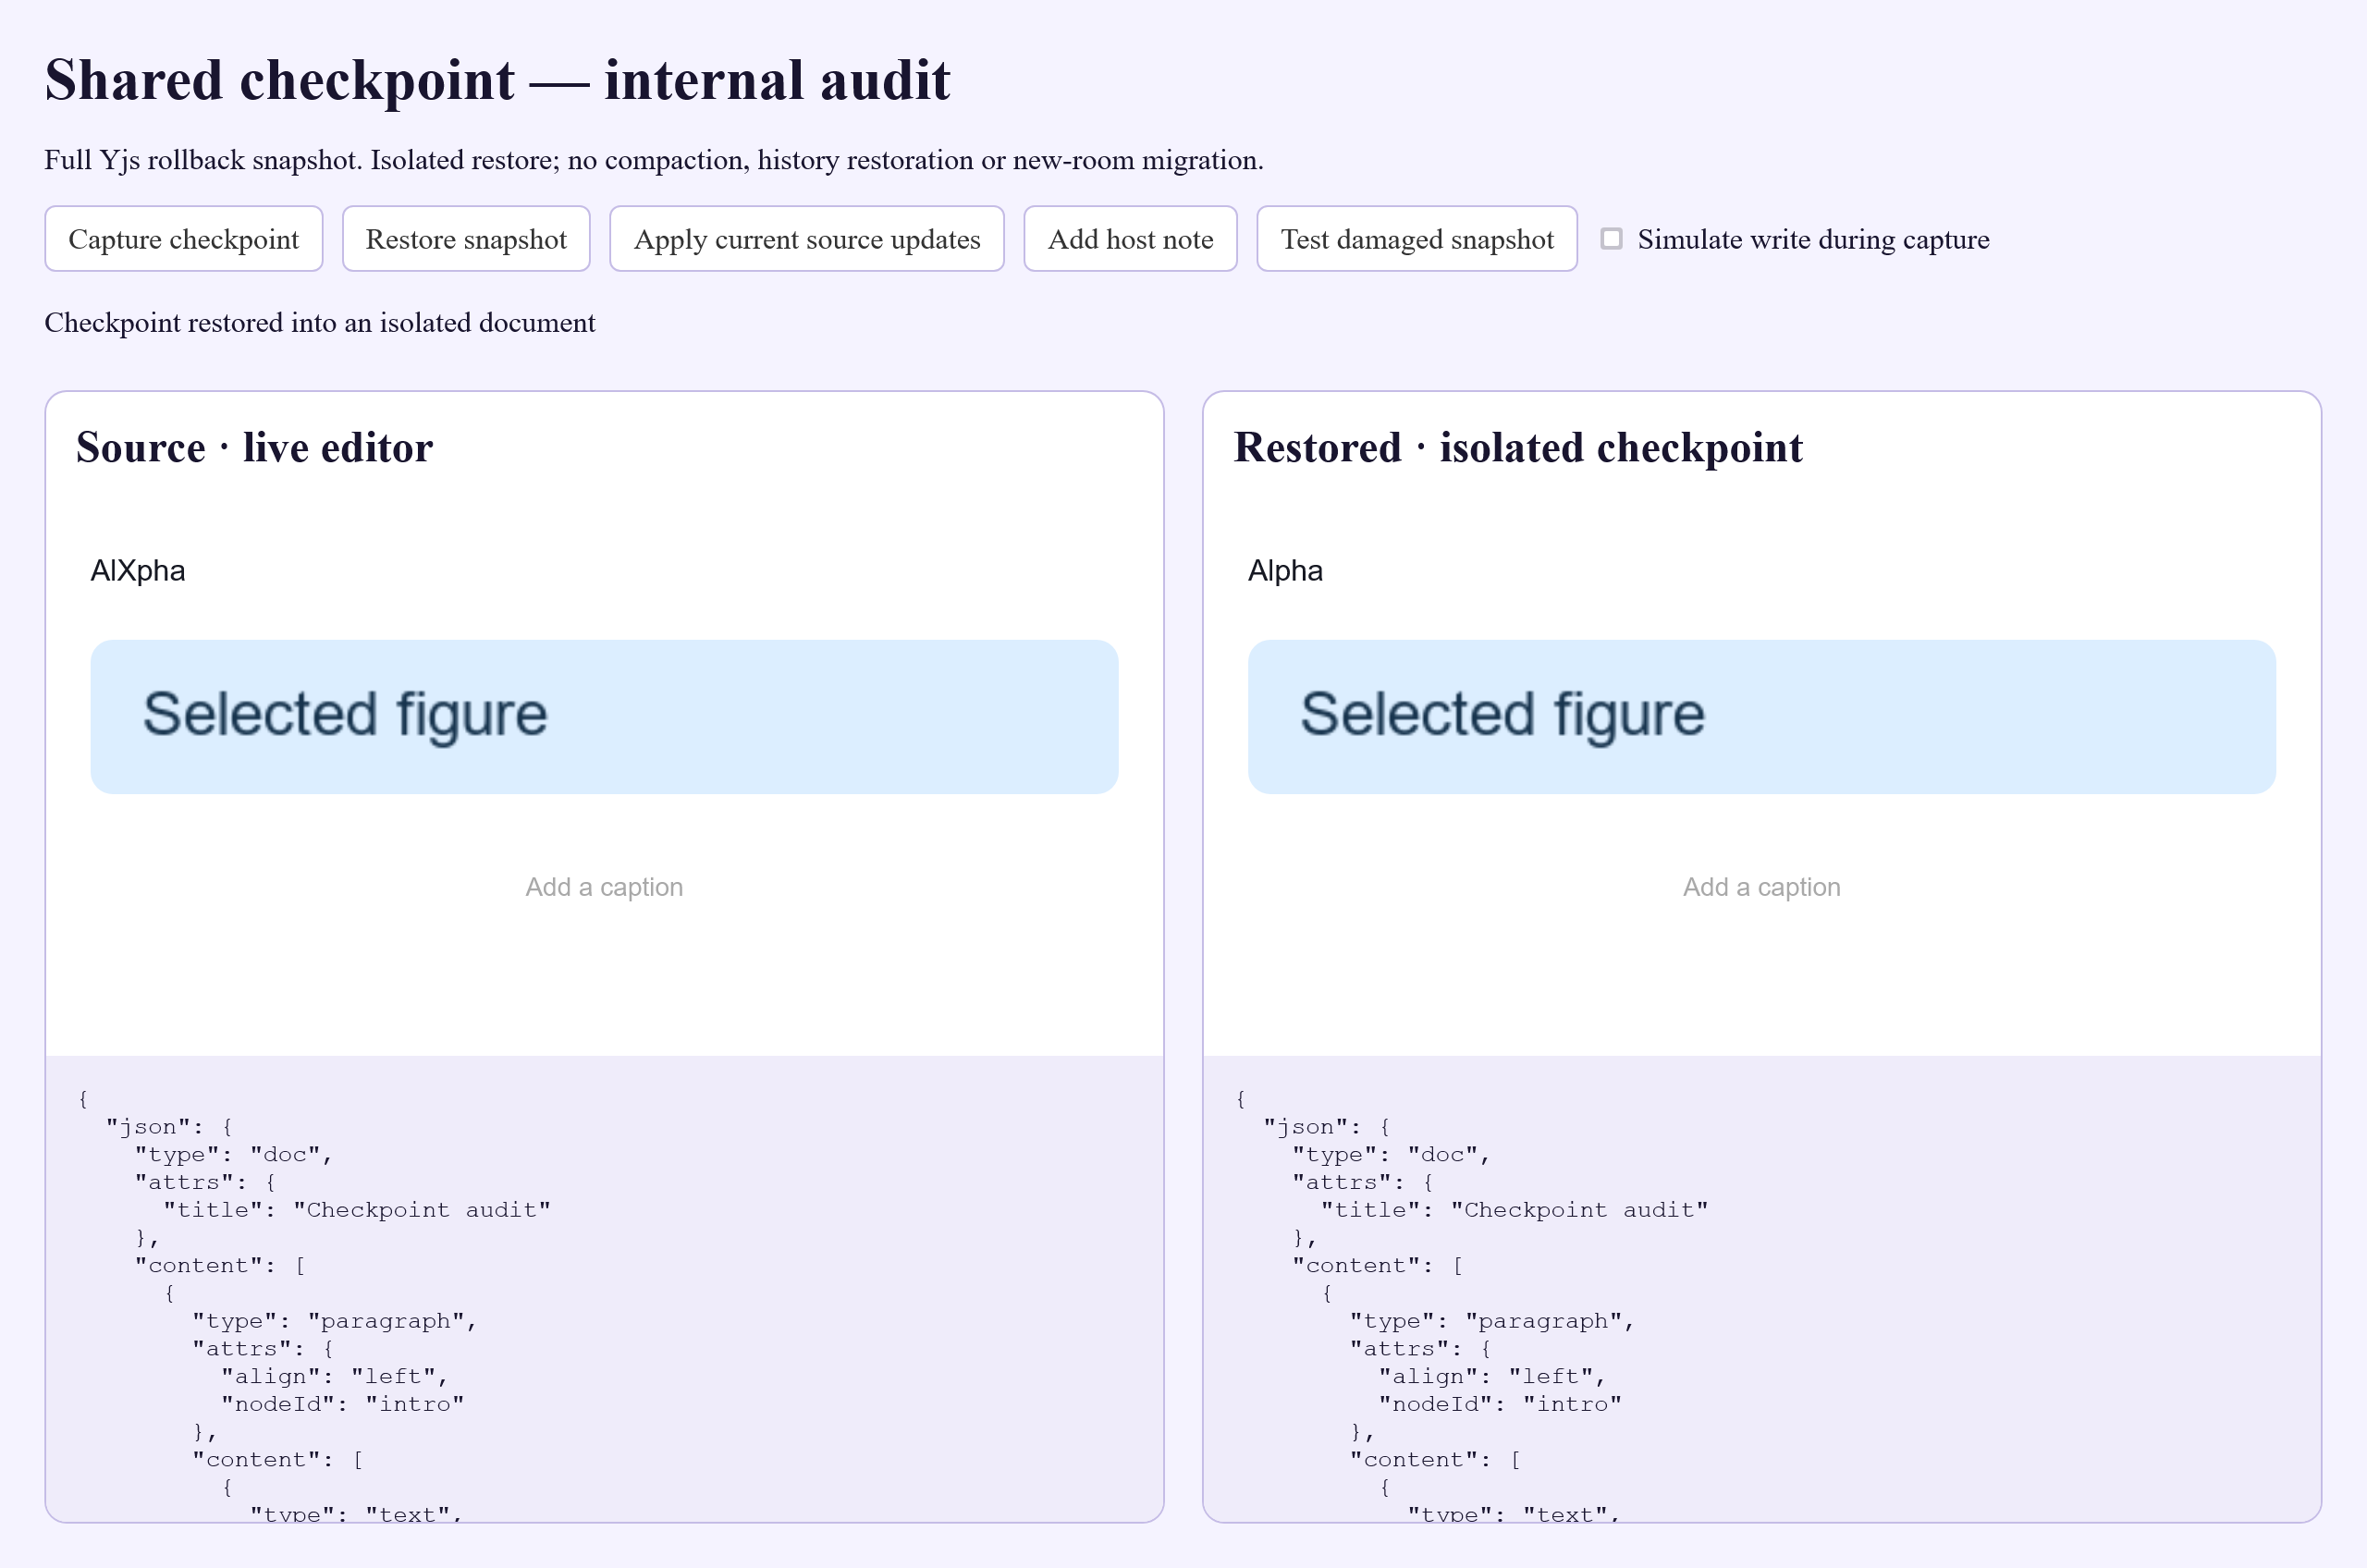 Shared checkpoint — internal audit
Full Yjs rollback snapshot. Isolated restore; no compaction, history restoration or new-room migration.
Capture checkpoint
Restore snapshot
Apply current source updates
Add host note
Test damaged snapshot
Simulate write during capture
Checkpoint restored into an isolated document
Source · live editor
AlXpha
Selected figure
Add a caption
{
  "json": {
    "type": "doc",
    "attrs": {
      "title": "Checkpoint audit"
    },
    "content": [
      {
        "type": "paragraph",
        "attrs": {
          "align": "left",
          "nodeId": "intro"
        },
        "content": [
          {
            "type": "text",
Restored · isolated checkpoint
Alpha
Selected figure
Add a caption
{
  "json": {
    "type": "doc",
    "attrs": {
      "title": "Checkpoint audit"
    },
    "content": [
      {
        "type": "paragraph",
        "attrs": {
          "align": "left",
          "nodeId": "intro"
        },
        "content": [
          {
            "type": "text",